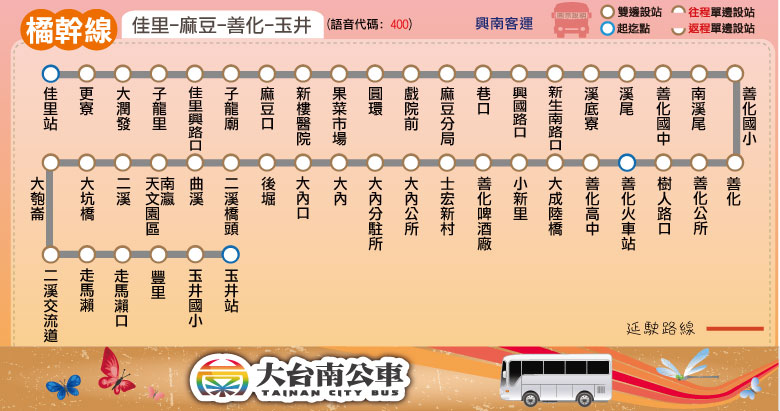 橘幹線
佳里-麻豆-善化-玉井
(語音代碼: 400)
興南客運
雙邊設站
往程單邊設站
起迄點
返程單邊設站
佳里站
更寮
大潤發
子龍里
佳里興路口
子龍廟
麻豆口
新樓醫院
果菜市場
圓環
戲院前
麻豆分局
巷口
興國路口
新生南路口
溪底寮
溪尾
善化國中
南溪尾
善化國小
善化
善化公所
樹人路口
善化火車站
善化高中
大成陸橋
小新里
善化啤酒廠
士宏新村
大內公所
大內分駐所
大內
大內口
後堀
二溪橋頭
曲溪
南瀛
天文園區
二溪
大坑橋
大匏崙
二溪交流道
走馬瀨
走馬瀨口
豐里
玉井國小
玉井站
延駛路線
大台南公車
TAINAN CITY BUS